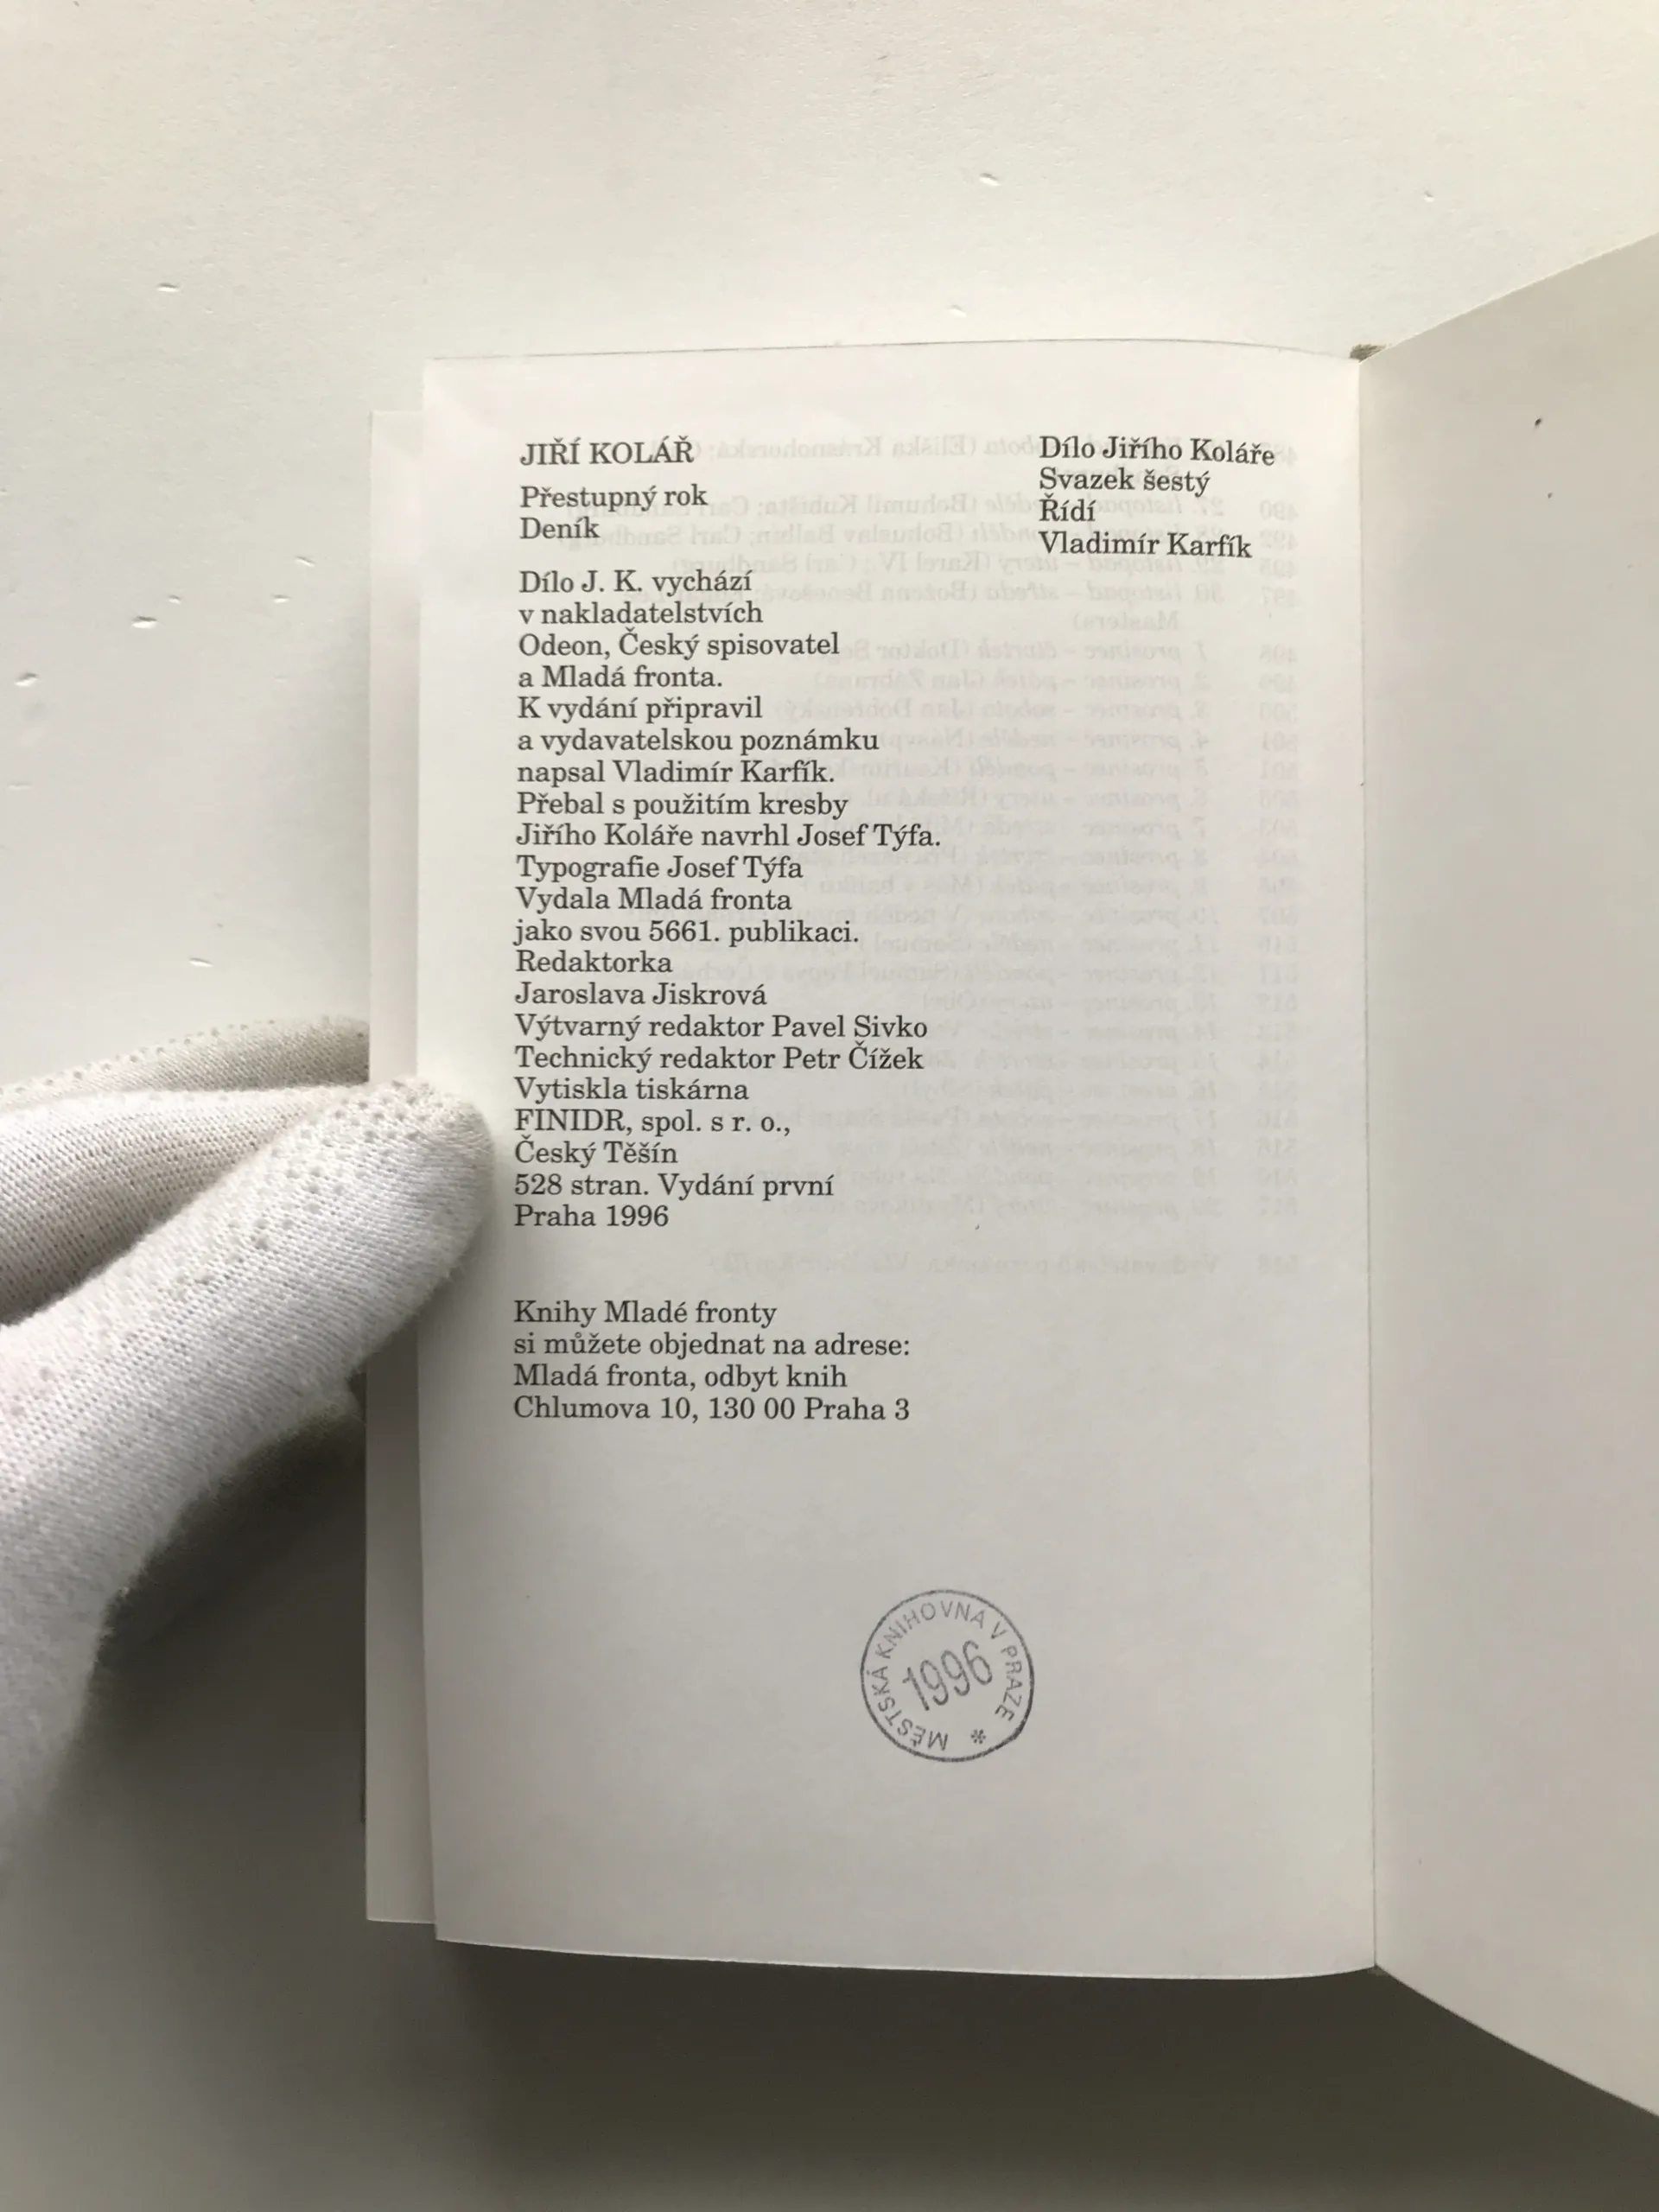 JIŘÍ KOLÁŘ
Přestupný rok
Deník
Dílo J. K. vychází
v nakladatelstvích
Odeon, Český spisovatel
a Mladá fronta.
K vydání připravil
a vydavatelskou poznámku
napsal Vladimír Karfík.
Přebal s použitím kresby
Jiřího Koláře navrhl Josef Týfa.
Typografie Josef Týfa
Vydala Mladá fronta
jako svou 5661. publikaci.
Redaktorka
Jaroslava Jiskrová
Výtvarný redaktor Pavel Sivko
Technický redaktor Petr Čížek
Vytiskla tiskárna
FINIDR, spol. s r. o.,
Český Těšín
528 stran. Vydání první
Praha 1996
Knihy Mladé fronty
si můžete objednat na adrese:
Mladá fronta, odbyt knih
Chlumova 10, 130 00 Praha 3
Dílo Jiřího Koláře
Svazek šestý
Řídí
Vladimír Karfík
MĚSTSKÁ KNIHOVNA V PRAZE *
1996